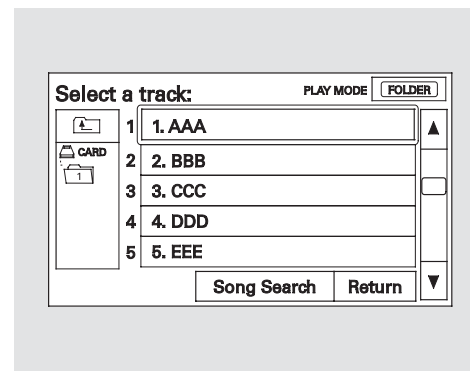 Select a track: PLAY MODE FOLDER
1 1. AAA
CARD
2 2. BBB
1
3 3. CCC
4 4. DDD
5 5. EEE
Song Search Return